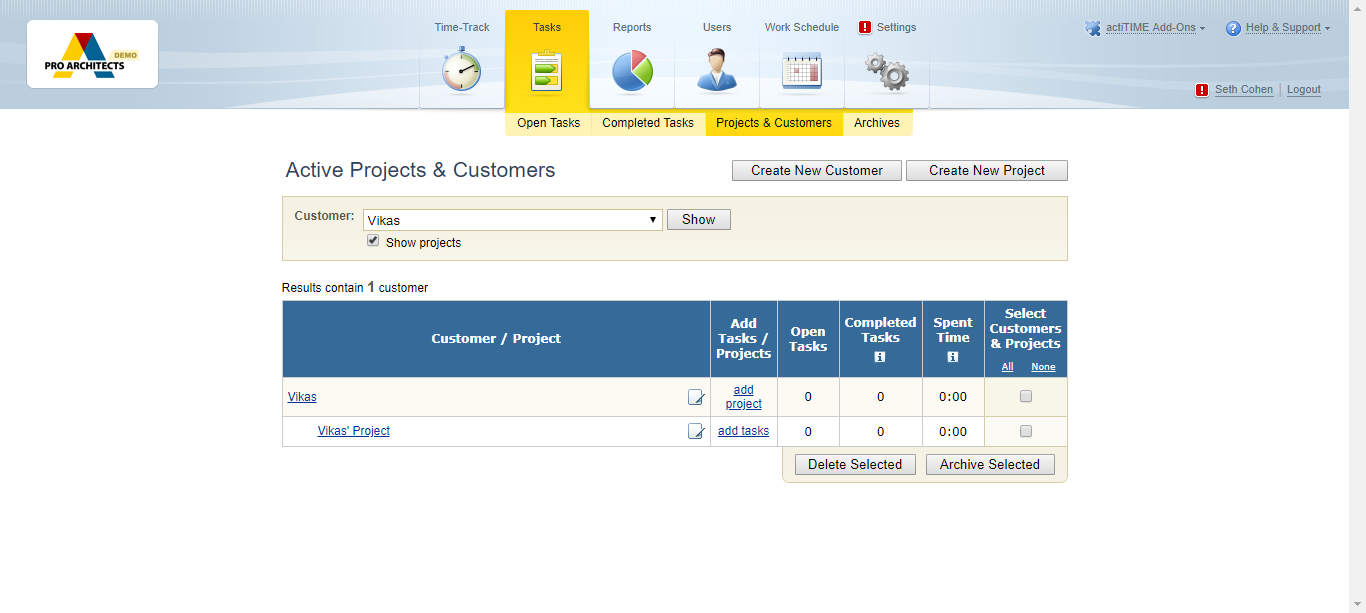 Time-Track Tasks Reports Users Work Schedule Settings
actiTIME Add-Ons Help & Support
DEMO
PRO ARCHITECTS
Seth Cohen Logout
Open Tasks Completed Tasks Projects & Customers Archives
Active Projects & Customers
Create New Customer Create New Project
Customer: Vikas Show
Show projects
Results contain 1 customer
Customer / Project
Add Tasks / Projects
Open Tasks
Completed Tasks
Spent Time
Select Customers & Projects
All None
Vikas add project 0 0 0:00
Vikas' Project add tasks 0 0 0:00
Delete Selected Archive Selected